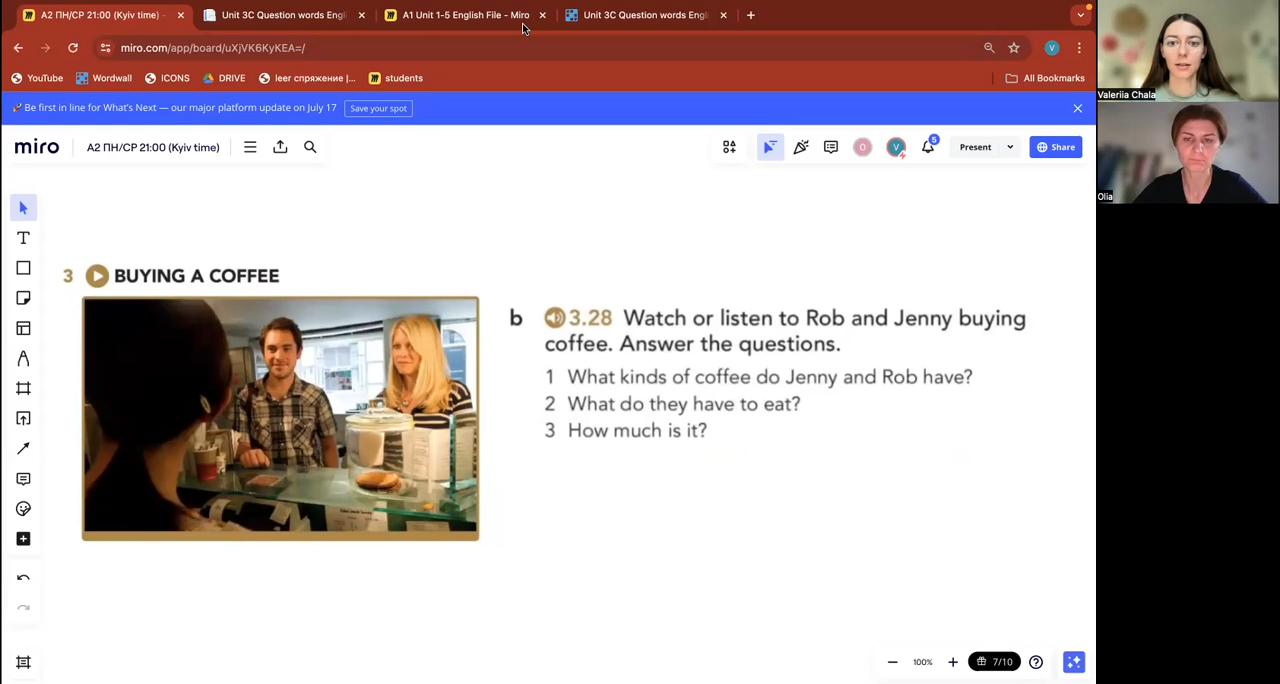 A2 ПН/СР 21:00 (Kyiv time) -
Unit 3C Question words Engl
A1 Unit 1-5 English File - Miro
Unit 3C Question words Engl
miro.com/app/board/uXjVK6KyKEA=/
V
YouTube
Wordwall
ICONS
DRIVE
leer спряжение |...
students
All Bookmarks
Be first in line for What's Next — our major platform update on July 17
Save your spot
miro
A2 ПН/СР 21:00 (Kyiv time)
O
V
5
Present
Share
3 BUYING A COFFEE
b 3.28 Watch or listen to Rob and Jenny buying
coffee. Answer the questions.
1 What kinds of coffee do Jenny and Rob have?
2 What do they have to eat?
3 How much is it?
100%
7/10
Valeriia Chala
Olia